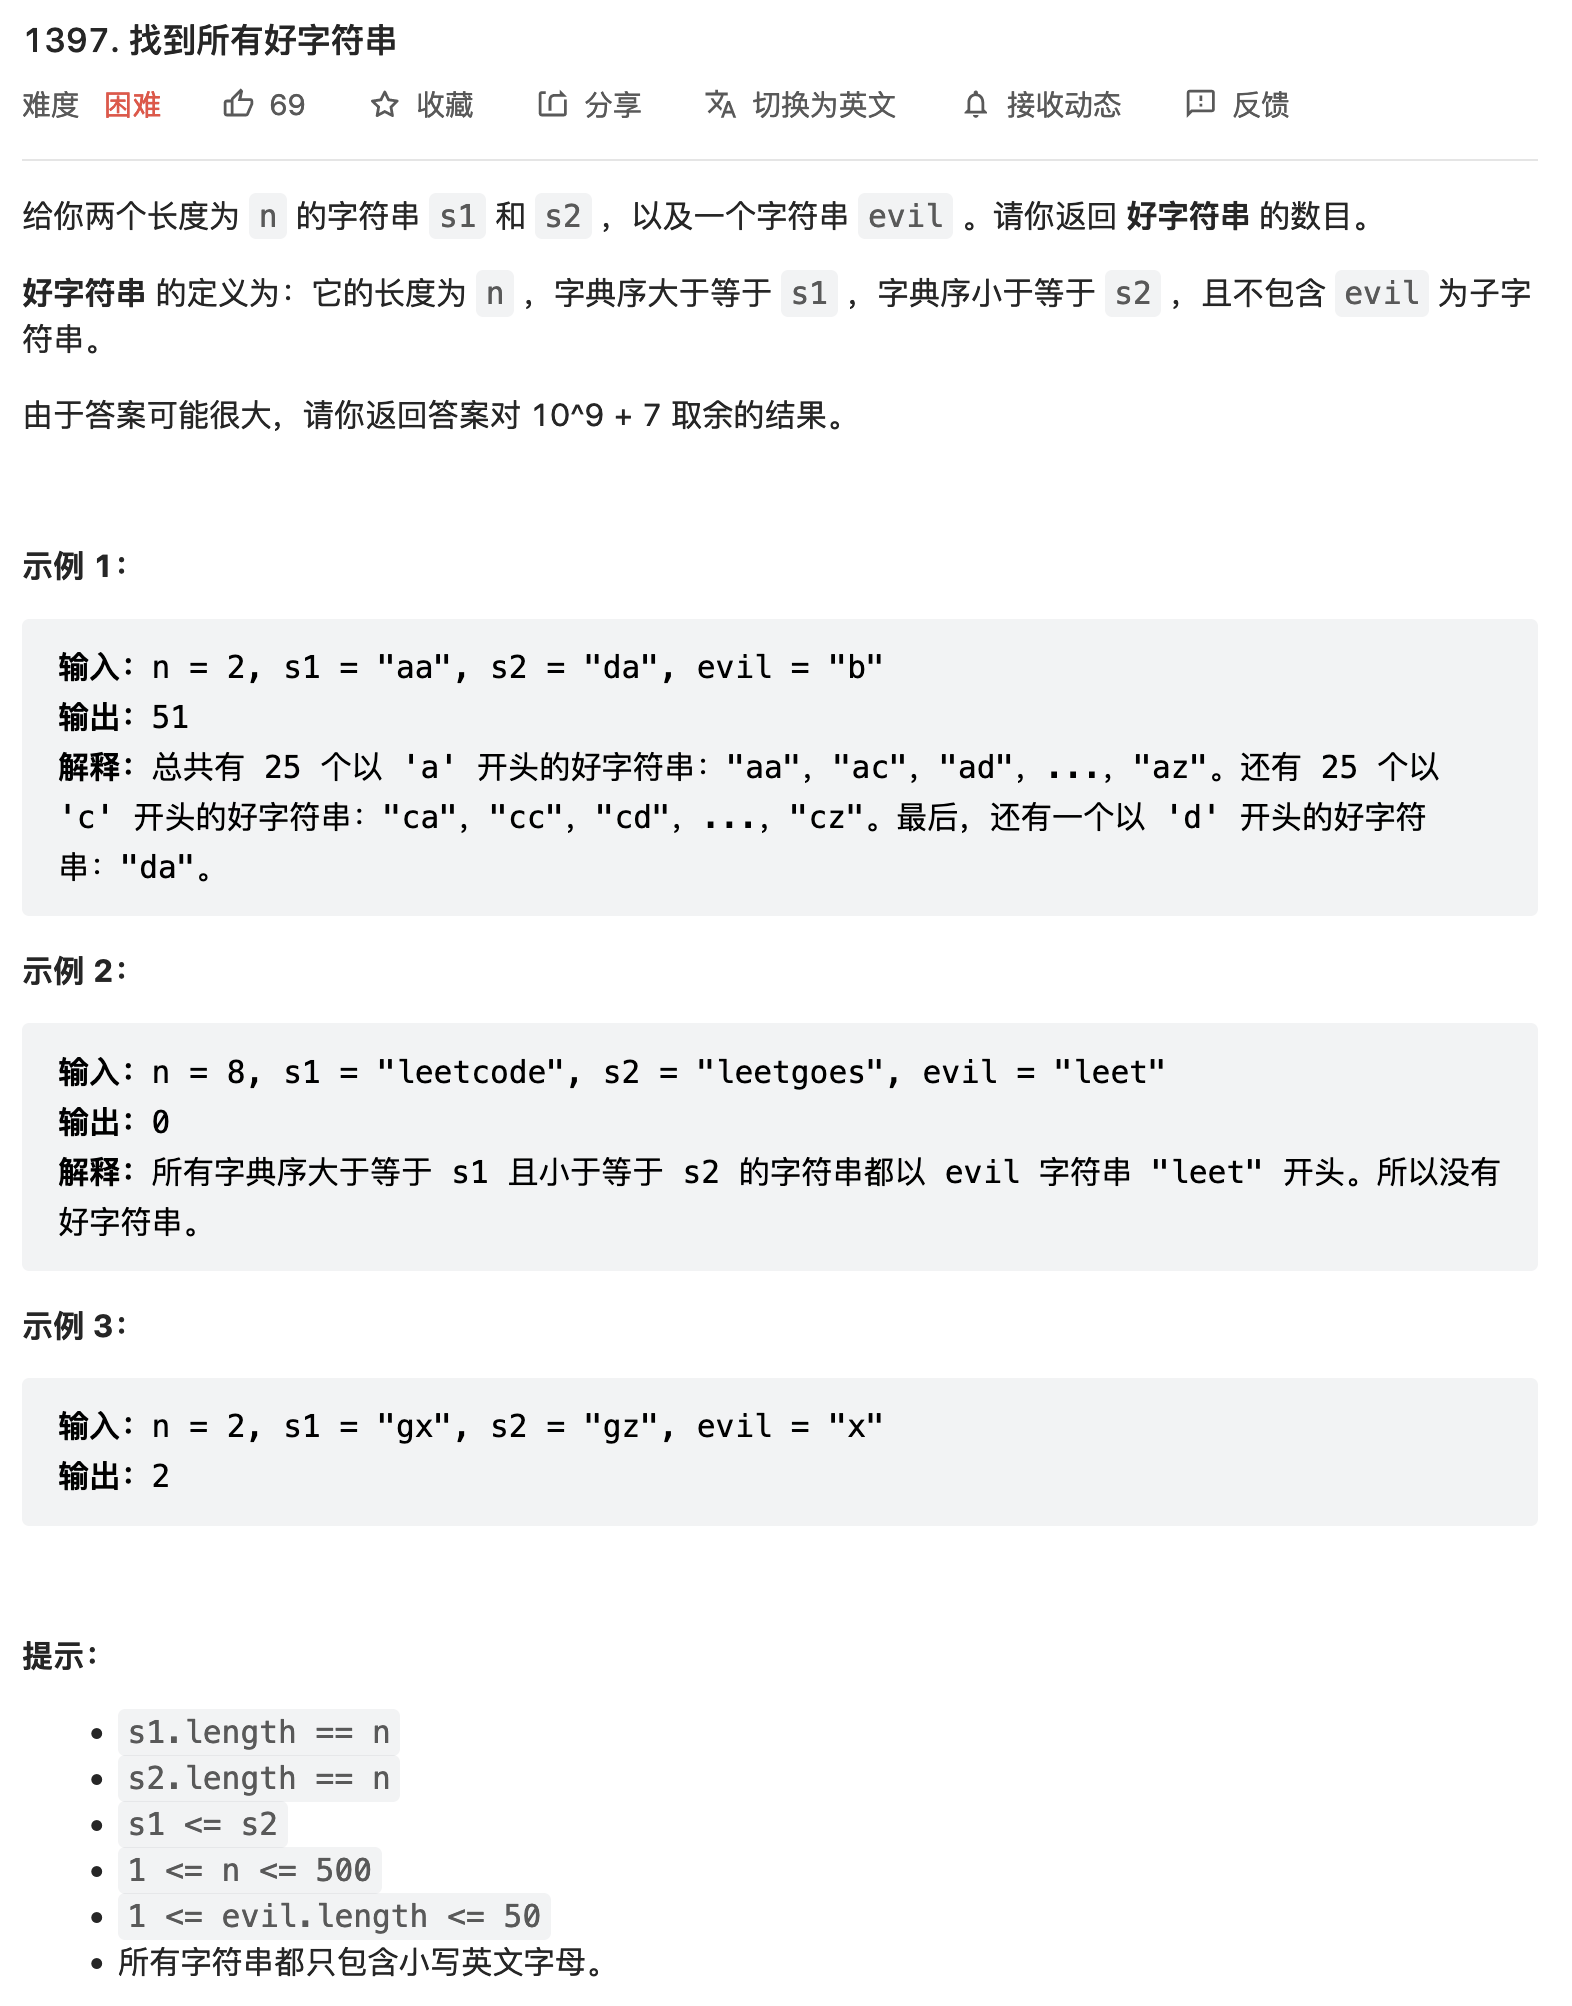 1397. 找到所有好字符串
难度 困难 69 收藏 分享 切换为英文 接收动态 反馈
给你两个长度为 n 的字符串 s1 和 s2 ，以及一个字符串 evil 。请你返回 好字符串 的数目。
好字符串 的定义为：它的长度为 n ，字典序大于等于 s1 ，字典序小于等于 s2 ，且不包含 evil 为子字
符串。
由于答案可能很大，请你返回答案对 10^9 + 7 取余的结果。
示例 1：
输入：n = 2, s1 = "aa", s2 = "da", evil = "b"
输出：51
解释：总共有 25 个以 'a' 开头的好字符串："aa"，"ac"，"ad"，...，"az"。还有 25 个以
'c' 开头的好字符串："ca"，"cc"，"cd"，...，"cz"。最后，还有一个以 'd' 开头的好字符
串："da"。
示例 2：
输入：n = 8, s1 = "leetcode", s2 = "leetgoes", evil = "leet"
输出：0
解释：所有字典序大于等于 s1 且小于等于 s2 的字符串都以 evil 字符串 "leet" 开头。所以没有
好字符串。
示例 3：
输入：n = 2, s1 = "gx", s2 = "gz", evil = "x"
输出：2
提示：
• s1.length == n
• s2.length == n
• s1 <= s2
• 1 <= n <= 500
• 1 <= evil.length <= 50
• 所有字符串都只包含小写英文字母。